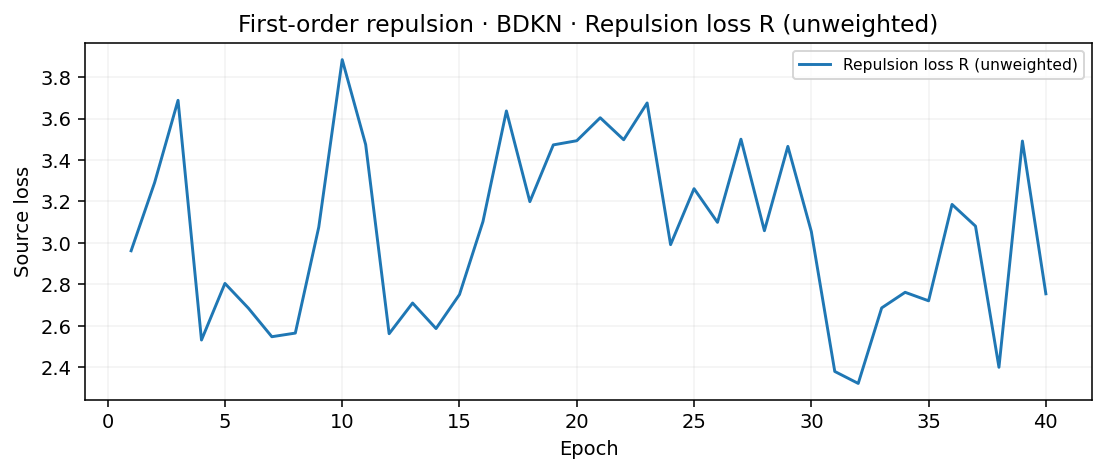 First-order repulsion · BDKN · Repulsion loss R (unweighted)
Repulsion loss R (unweighted)
Source loss
3.8
3.6
3.4
3.2
3.0
2.8
2.6
2.4
0 5 10 15 20 25 30 35 40
Epoch